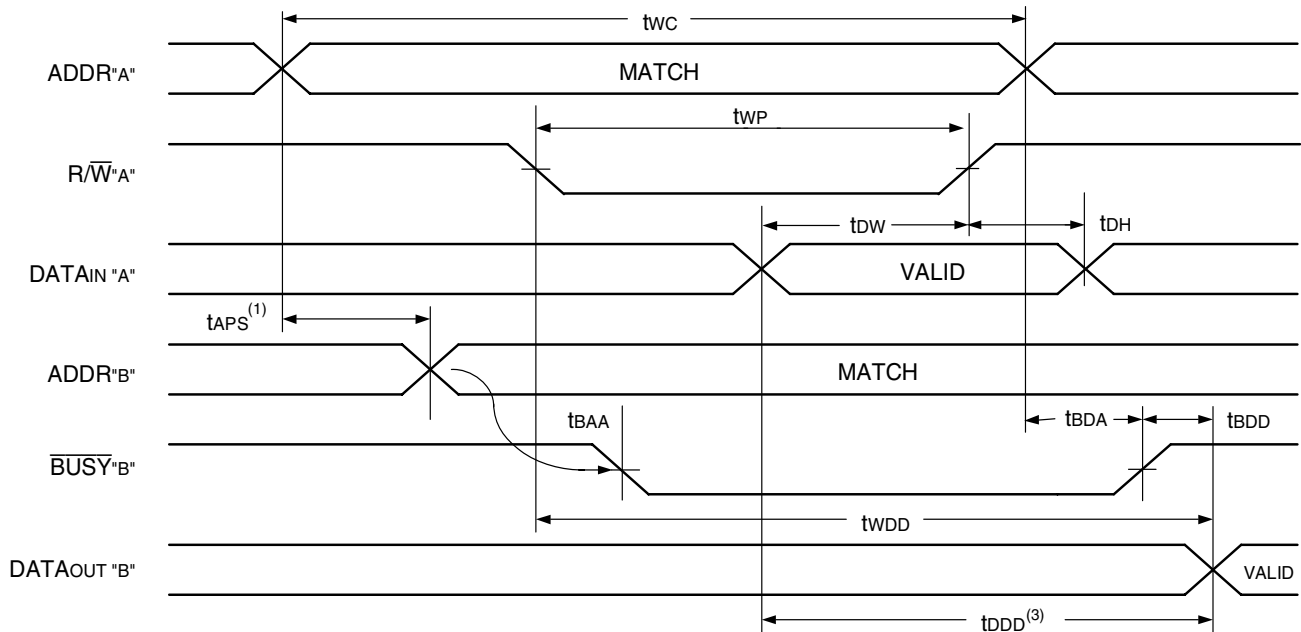 tWC
ADDR"A"
MATCH
tWP
R/W̅"A"
tDW
tDH
DATAIN "A"
VALID
tAPS(1)
ADDR"B"
MATCH
tBAA
tBDA
tBDD
B̅U̅S̅Y̅"B"
tWDD
DATAOUT "B"
VALID
tDDD(3)